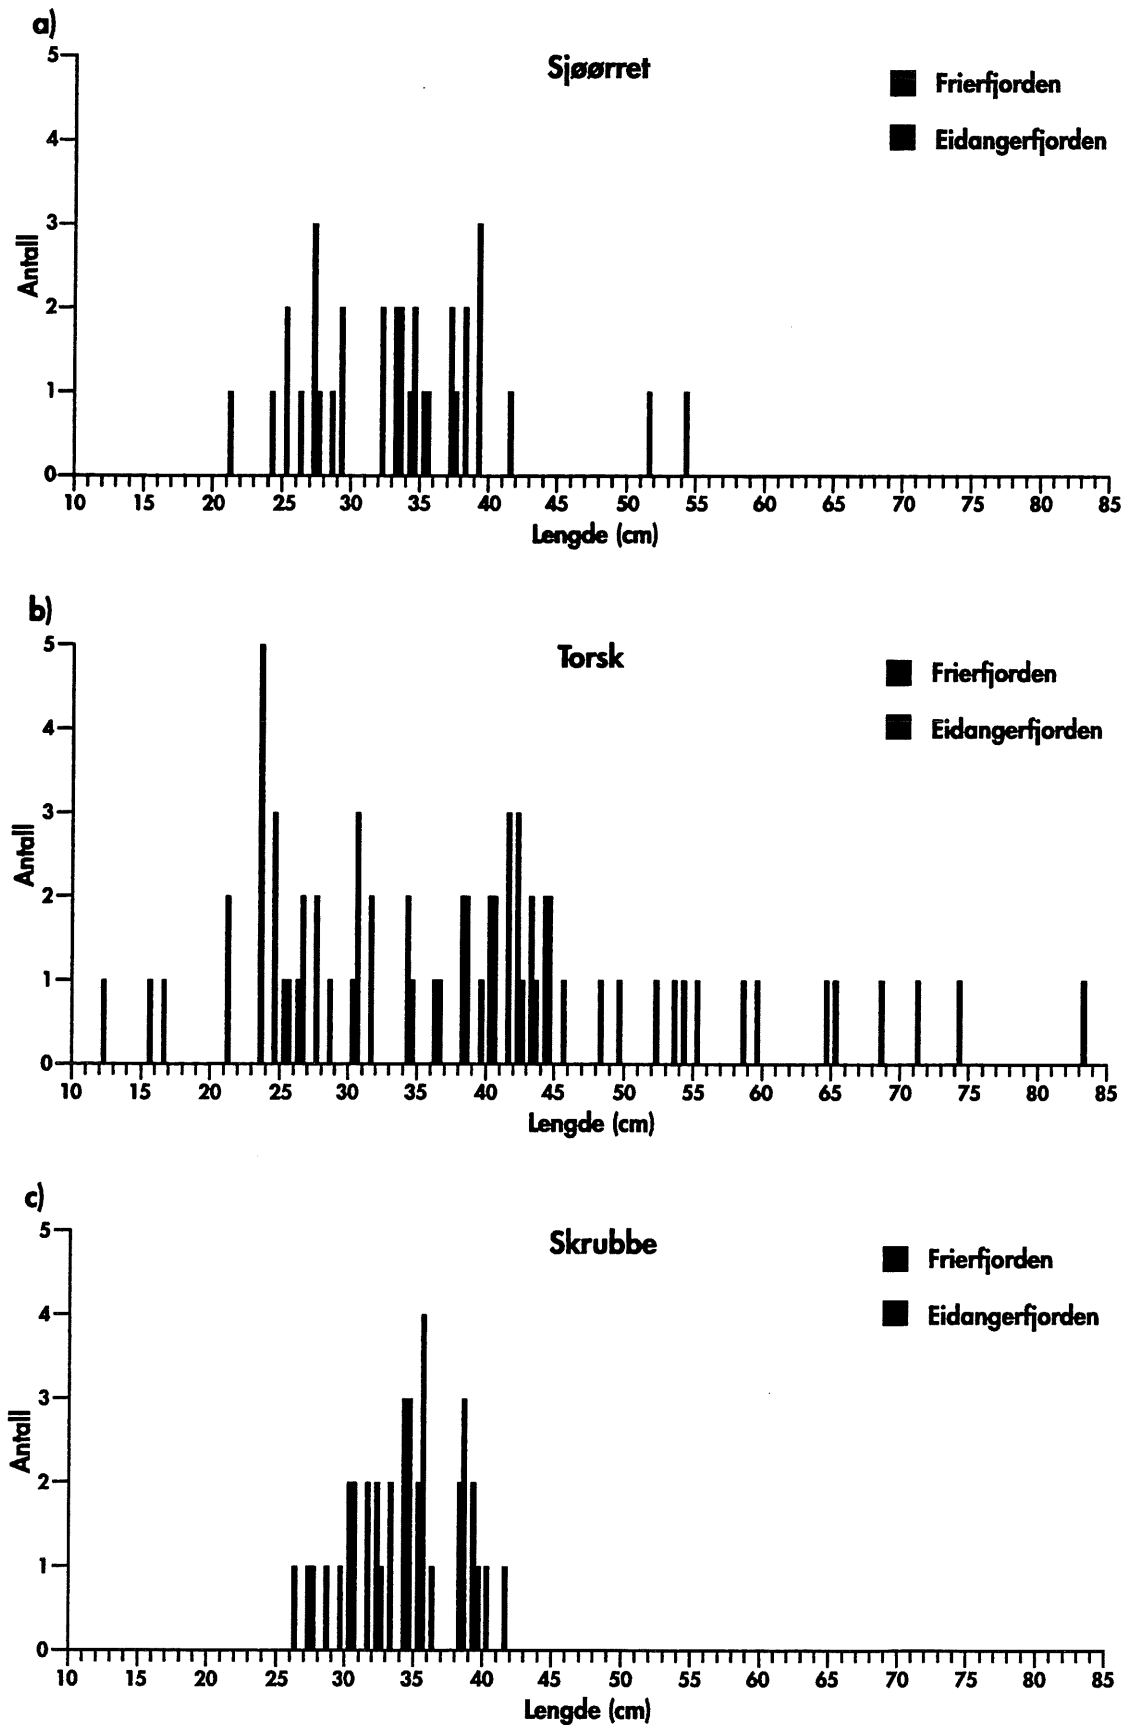 a)
Sjøørret
Frierfjorden
Eidangerfjorden
Antall
5
4
3
2
1
0
10 15 20 25 30 35 40 45 50 55 60 65 70 75 80 85
Lengde (cm)
b)
Torsk
Frierfjorden
Eidangerfjorden
Antall
5
4
3
2
1
0
10 15 20 25 30 35 40 45 50 55 60 65 70 75 80 85
Lengde (cm)
c)
Skrubbe
Frierfjorden
Eidangerfjorden
Antall
5
4
3
2
1
0
10 15 20 25 30 35 40 45 50 55 60 65 70 75 80 85
Lengde (cm)